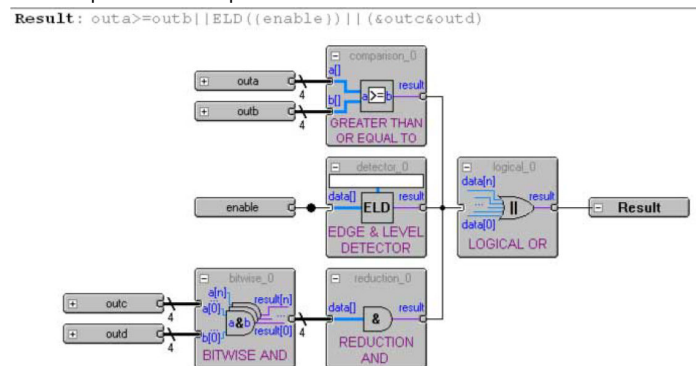 Result: outa>=outb||ELD((enable))||(&outc&outd)
comparison_0
a[]
b[]
a>=b
result
GREATER THAN
OR EQUAL TO
outa
4
outb
4
detector_0
data[]
ELD
result
EDGE & LEVEL
DETECTOR
enable
logical_0
data[n]
...
data[0]
||
result
LOGICAL OR
Result
bitwise_0
a[n]
...
a[0]
...
b[0]
a&b
result[n]
...
result[0]
BITWISE AND
outc
4
outd
4
4
reduction_0
data[]
&
result
REDUCTION
AND